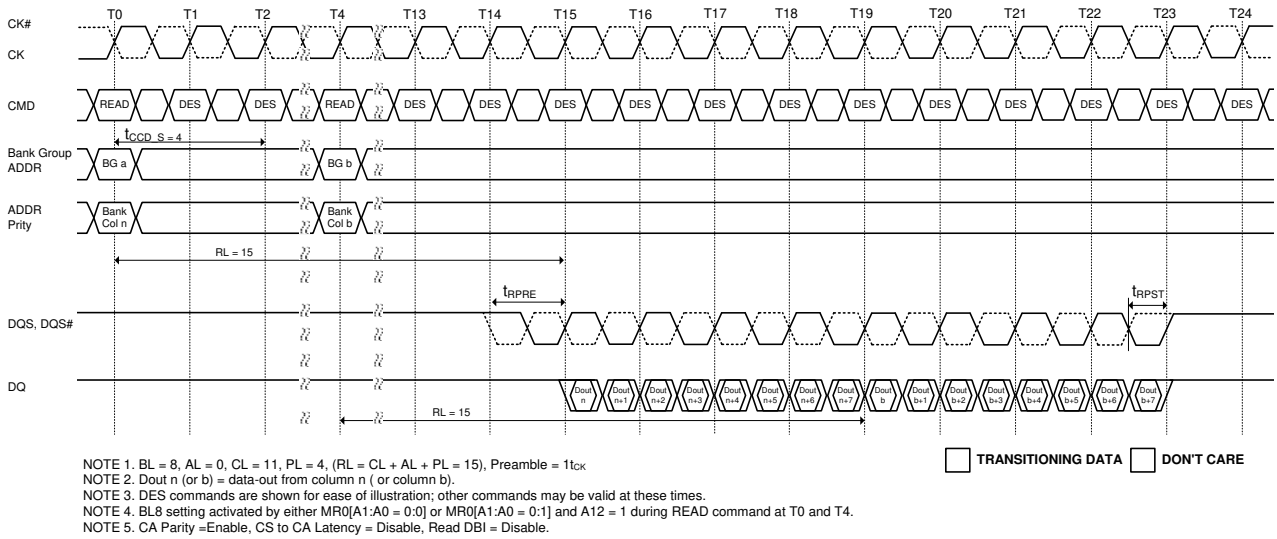 T0 T1 T2 T4 T13 T14 T15 T16 T17 T18 T19 T20 T21 T22 T23 T24
CK#
CK
CMD READ DES DES READ DES DES DES DES DES DES DES DES DES DES DES DES
tCCD_S = 4
Bank Group
ADDR
BG a BG b
ADDR
Prity
Bank
Col n
Bank
Col b
RL = 15
tRPRE tRPST
DQS, DQS#
DQ
Dout n Dout n+1 Dout n+2 Dout n+3 Dout n+4 Dout n+5 Dout n+6 Dout n+7 Dout b Dout b+1 Dout b+2 Dout b+3 Dout b+4 Dout b+5 Dout b+6 Dout b+7
RL = 15
TRANSITIONING DATA DON'T CARE
NOTE 1. BL = 8, AL = 0, CL = 11, PL = 4, (RL = CL + AL + PL = 15), Preamble = 1tCK
NOTE 2. Dout n (or b) = data-out from column n ( or column b).
NOTE 3. DES commands are shown for ease of illustration; other commands may be valid at these times.
NOTE 4. BL8 setting activated by either MR0[A1:A0 = 0:0] or MR0[A1:A0 = 0:1] and A12 = 1 during READ command at T0 and T4.
NOTE 5. CA Parity =Enable, CS to CA Latency = Disable, Read DBI = Disable.